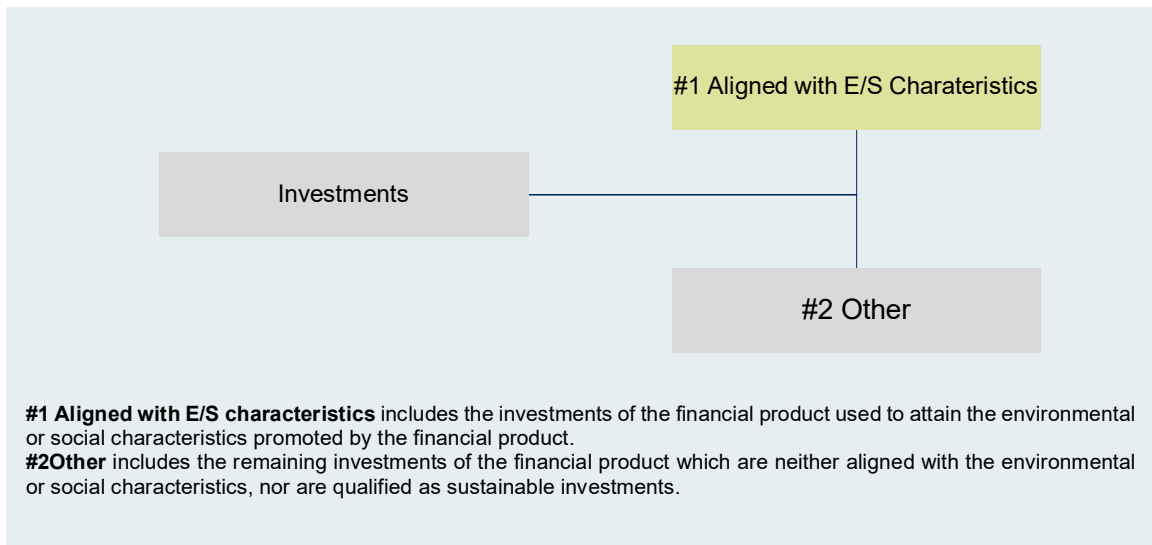 #1 Aligned with E/S Charateristics
Investments
#2 Other
#1 Aligned with E/S characteristics includes the investments of the financial product used to attain the environmental
or social characteristics promoted by the financial product.
#2Other includes the remaining investments of the financial product which are neither aligned with the environmental
or social characteristics, nor are qualified as sustainable investments.